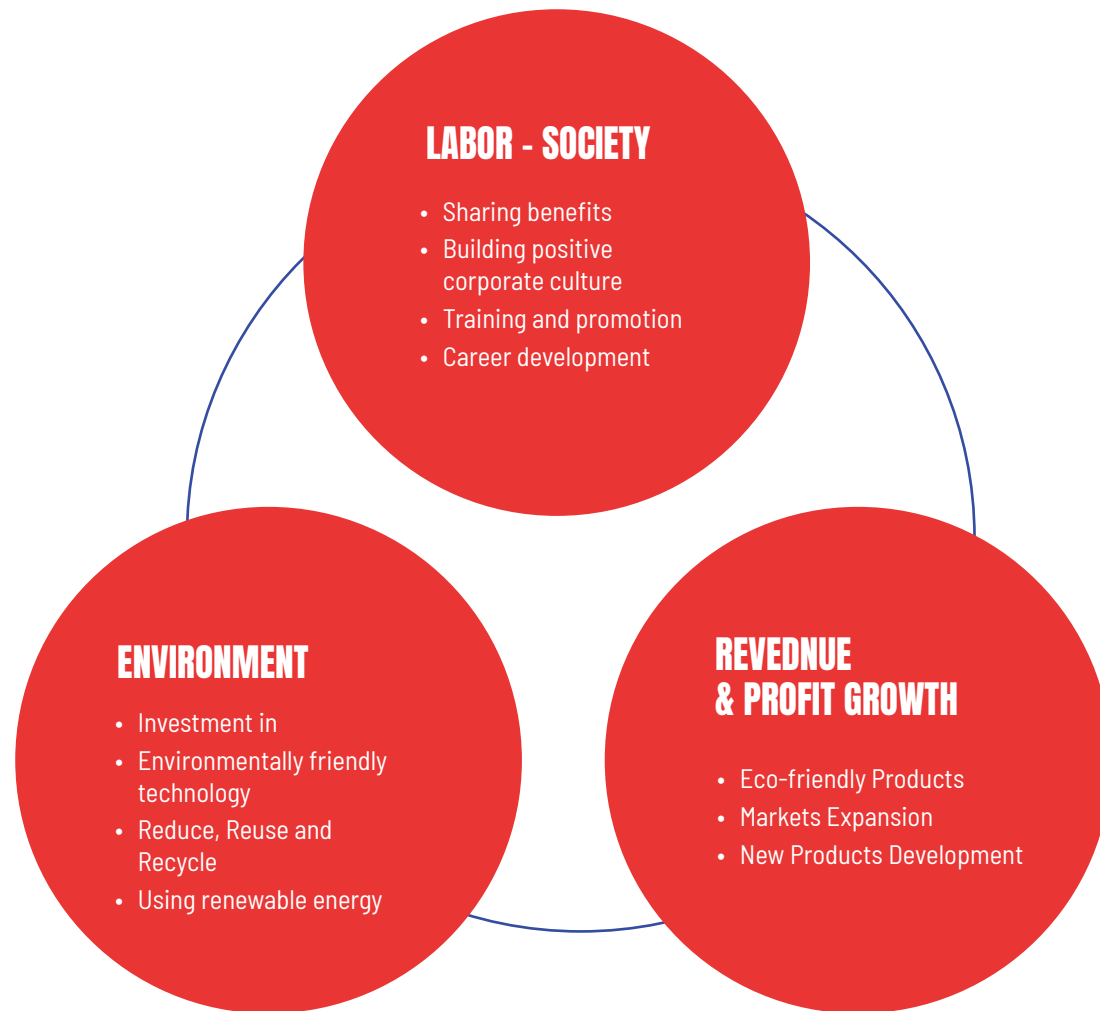 LABOR - SOCIETY
• Sharing benefits
• Building positive
corporate culture
• Training and promotion
• Career development
ENVIRONMENT
• Investment in
• Environmentally friendly
technology
• Reduce, Reuse and
Recycle
• Using renewable energy
REVEDNUE
& PROFIT GROWTH
• Eco-friendly Products
• Markets Expansion
• New Products Development